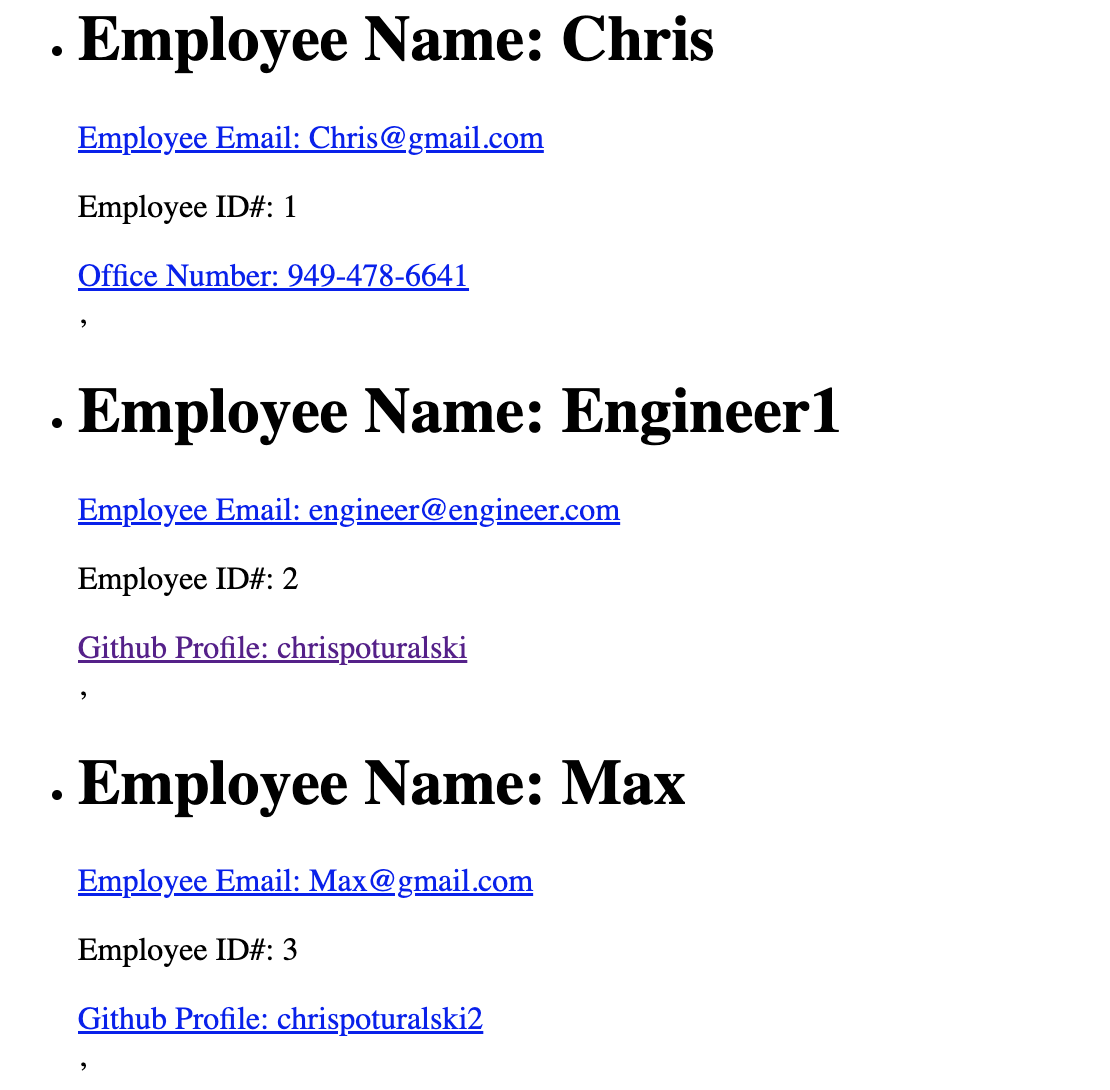 • Employee Name: Chris
Employee Email: Chris@gmail.com
Employee ID#: 1
Office Number: 949-478-6641
,
• Employee Name: Engineer1
Employee Email: engineer@engineer.com
Employee ID#: 2
Github Profile: chrispoturalski
,
• Employee Name: Max
Employee Email: Max@gmail.com
Employee ID#: 3
Github Profile: chrispoturalski2
,